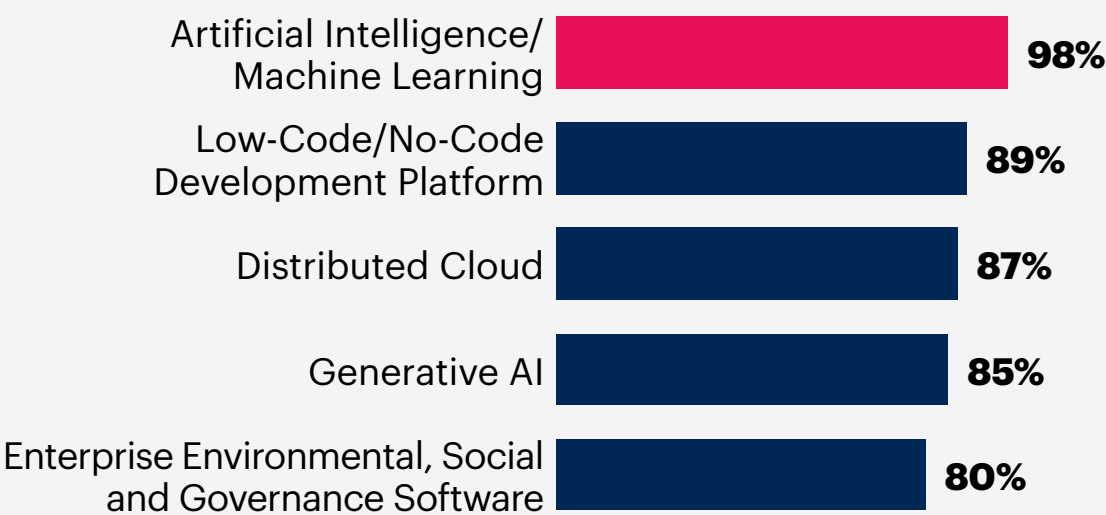 Artificial Intelligence/
Machine Learning
98%
Low-Code/No-Code
Development Platform
89%
Distributed Cloud
87%
Generative AI
85%
Enterprise Environmental, Social
and Governance Software
80%